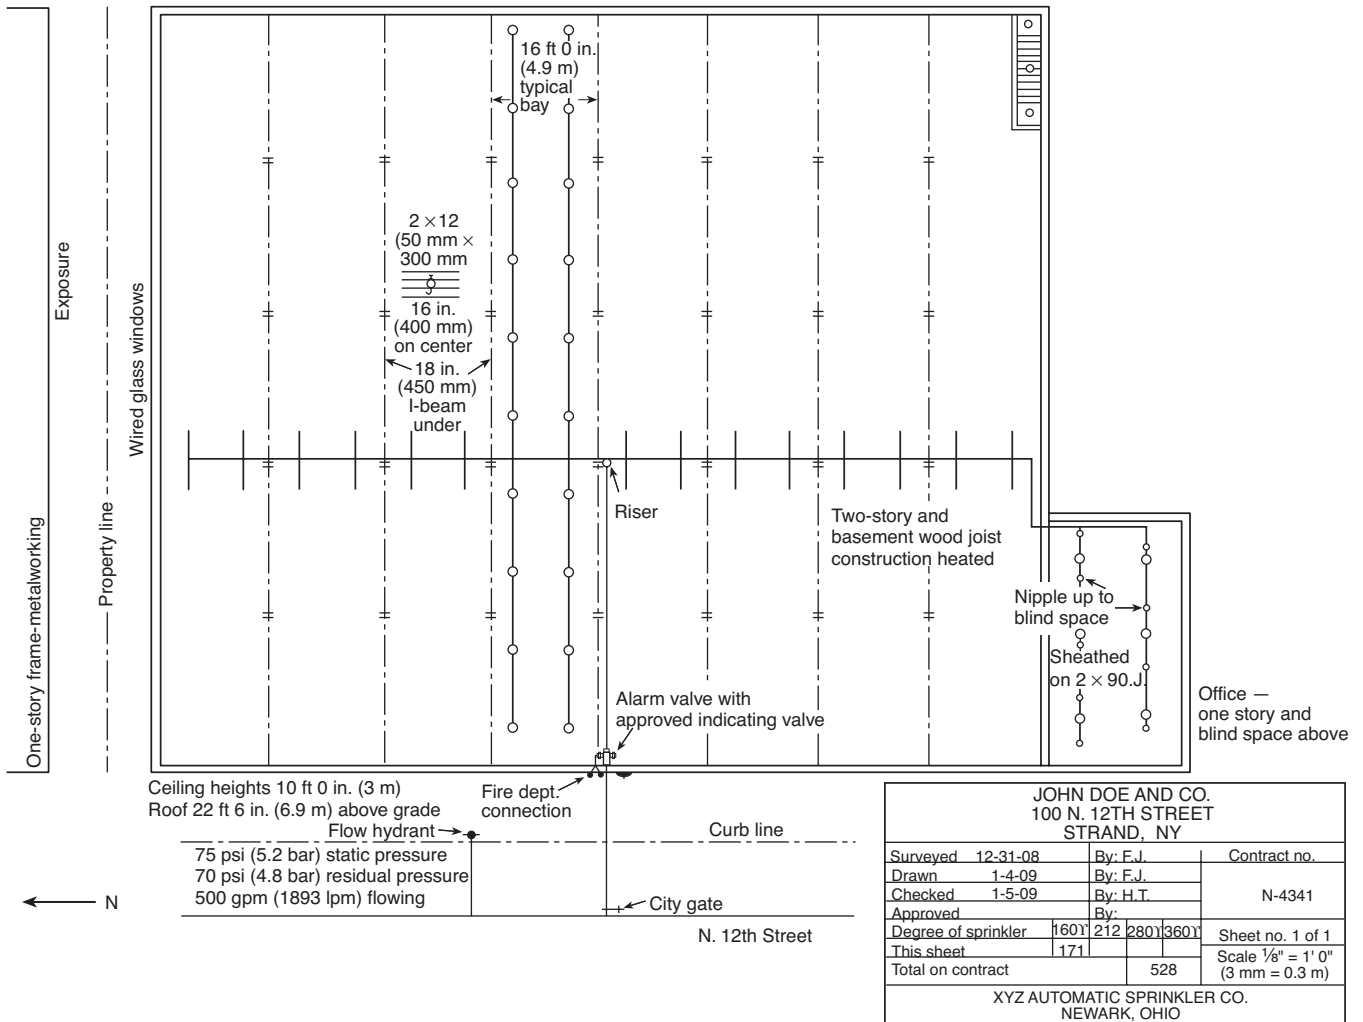 16 ft 0 in.
(4.9 m)
typical
bay
2 ×12
(50 mm ×
300 mm
16 in.
(400 mm)
on center
18 in.
(450 mm)
I-beam
under
Exposure
Wired glass windows
Property line
One-story frame-metalworking
Riser
Two-story and
basement wood joist
construction heated
Nipple up to
blind space
Sheathed
on 2 × 90.J.
Office —
one story and
blind space above
Alarm valve with
approved indicating valve
Ceiling heights 10 ft 0 in. (3 m)
Roof 22 ft 6 in. (6.9 m) above grade
Fire dept.
connection
Flow hydrant
Curb line
75 psi (5.2 bar) static pressure
70 psi (4.8 bar) residual pressure
500 gpm (1893 lpm) flowing
N
City gate
N. 12th Street
JOHN DOE AND CO.
100 N. 12TH STREET
STRAND, NY
Surveyed 12-31-08 By: F.J. Contract no.
Drawn 1-4-09 By: F.J.
Checked 1-5-09 By: H.T. N-4341
Approved By:
Degree of sprinkler 160ϒ 212 280ϒ 360ϒ Sheet no. 1 of 1
This sheet 171 Scale ⅛" = 1' 0"
Total on contract 528 (3 mm = 0.3 m)
XYZ AUTOMATIC SPRINKLER CO.
NEWARK, OHIO